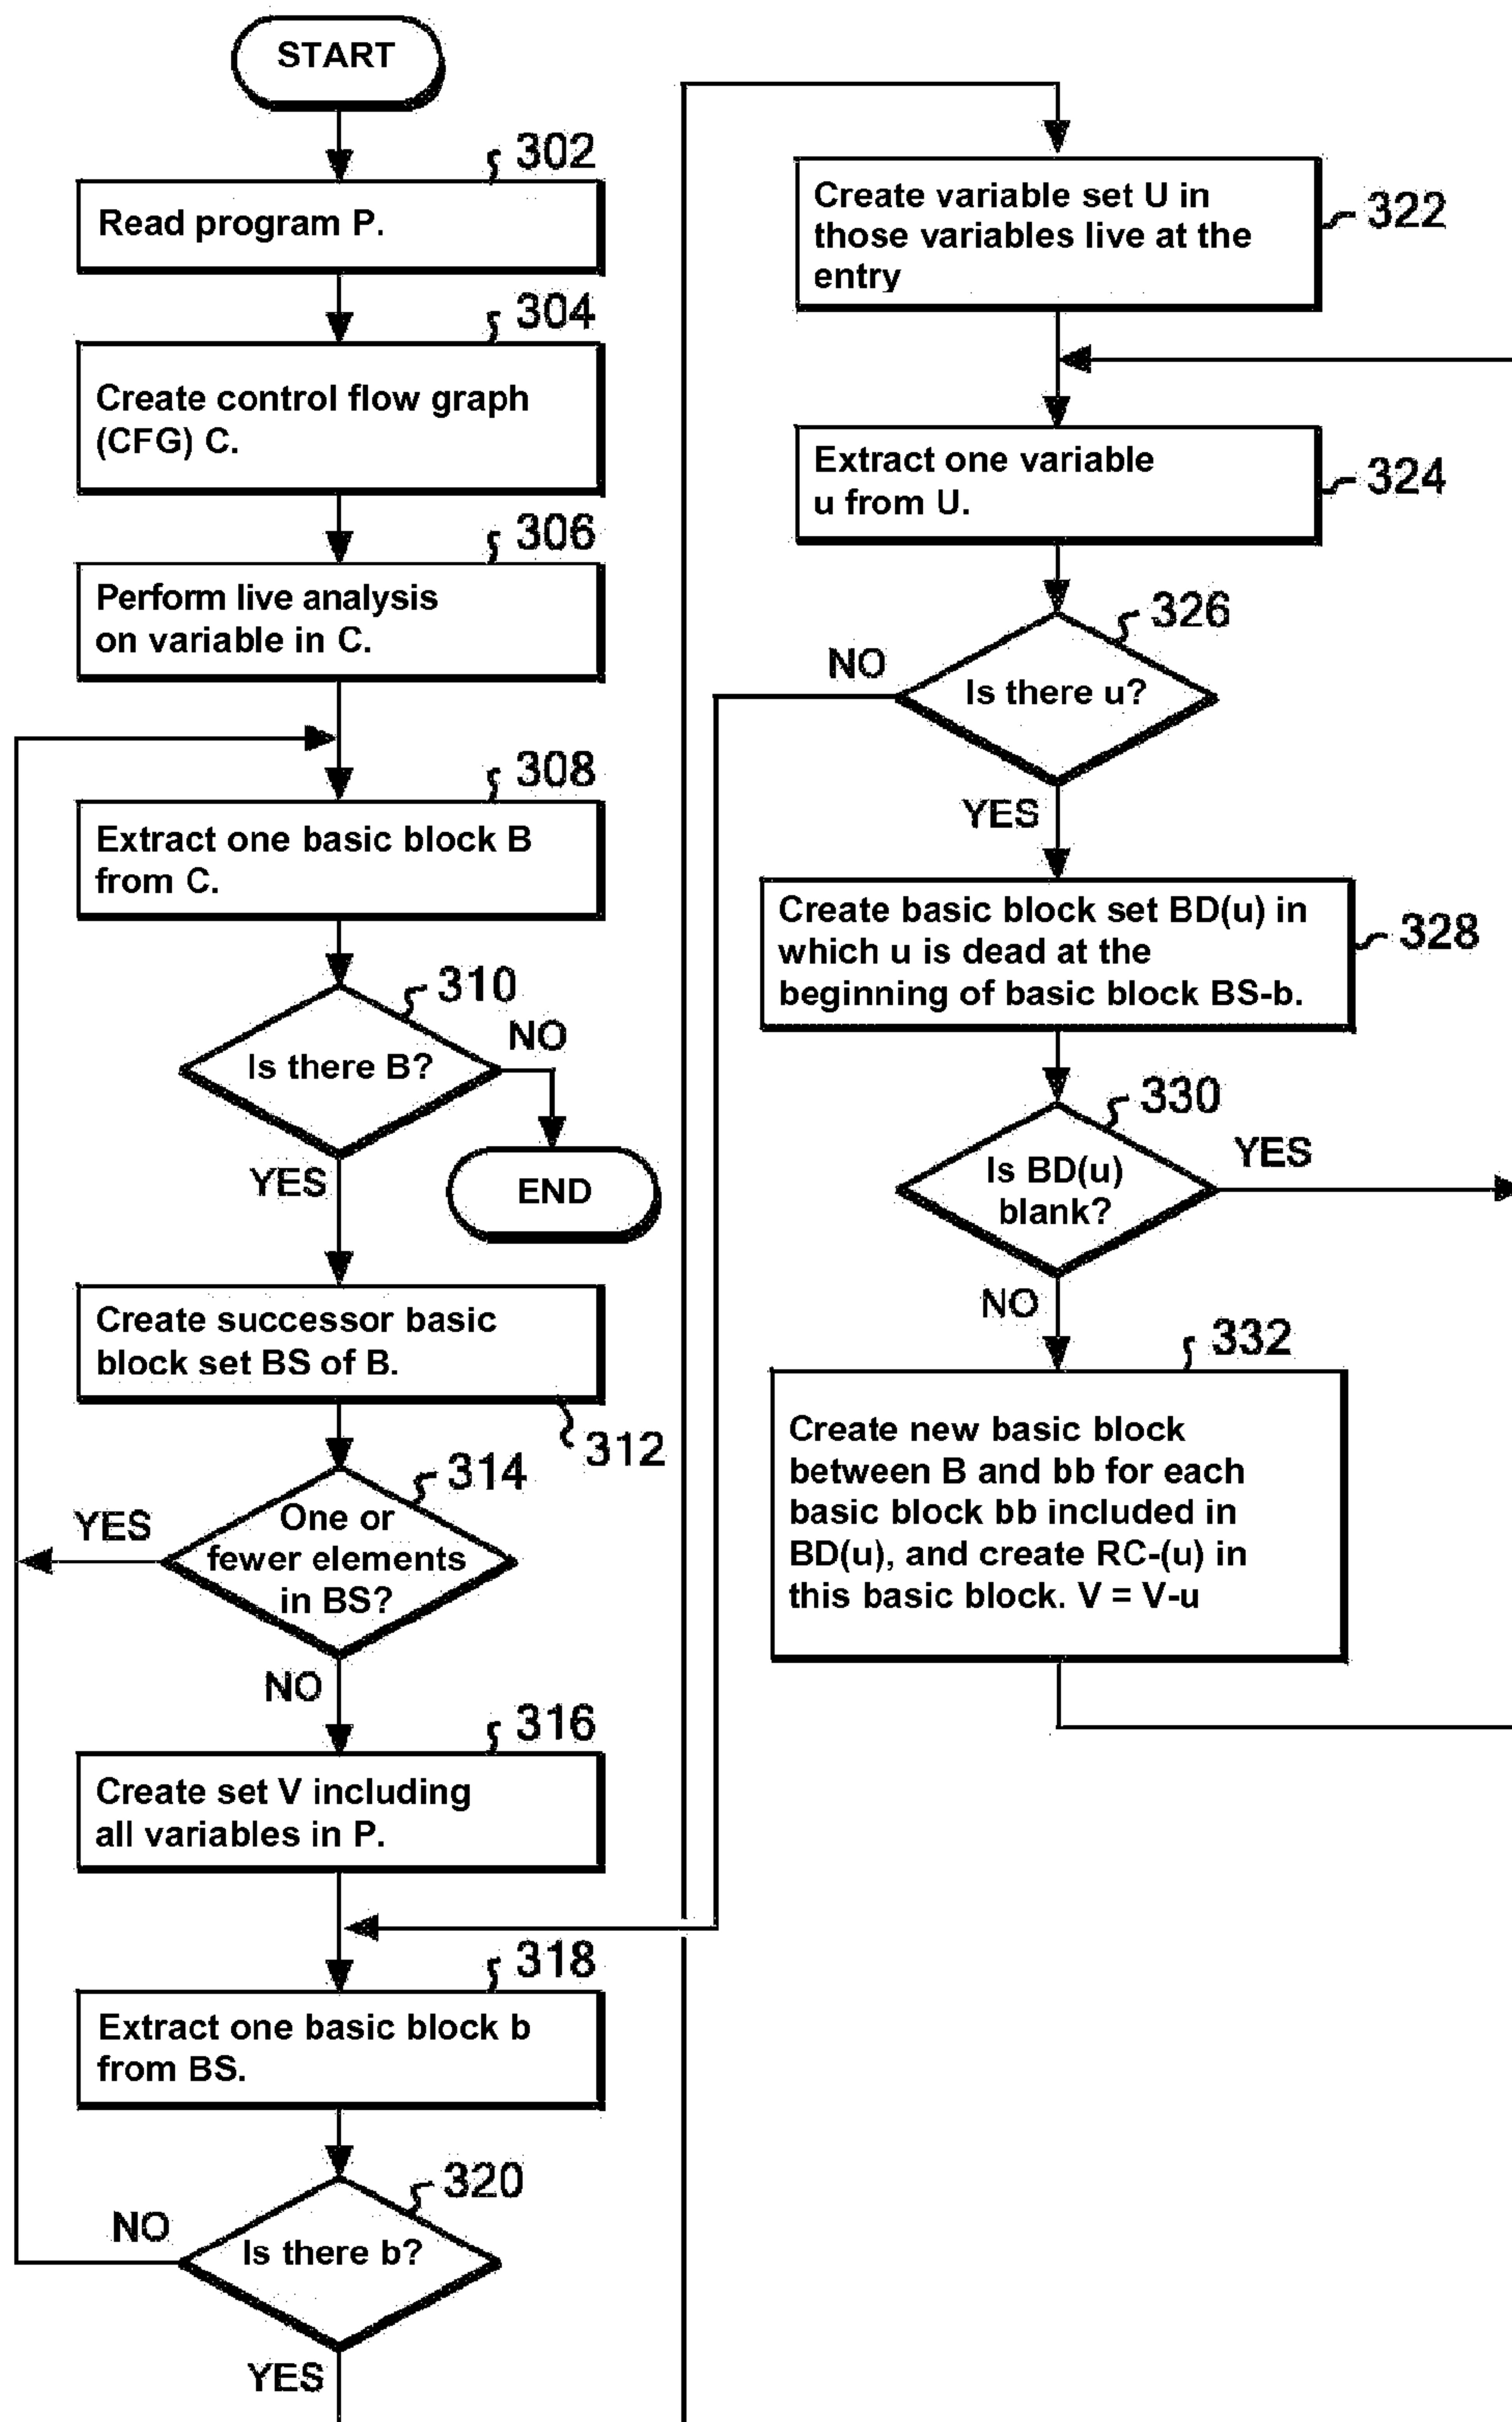 START
302
Read program P.
304
Create control flow graph
(CFG) C.
306
Perform live analysis
on variable in C.
308
Extract one basic block B
from C.
310
Is there B?
NO
YES
END
Create successor basic
block set BS of B.
312
314
YES
One or
fewer elements
in BS?
NO
316
Create set V including
all variables in P.
318
Extract one basic block b
from BS.
320
NO
Is there b?
YES
Create variable set U in
those variables live at the
entry
322
Extract one variable
u from U.
324
326
NO
Is there u?
YES
Create basic block set BD(u) in
which u is dead at the
beginning of basic block BS-b.
328
330
YES
Is BD(u)
blank?
NO
332
Create new basic block
between B and bb for each
basic block bb included in
BD(u), and create RC-(u) in
this basic block. V = V-u